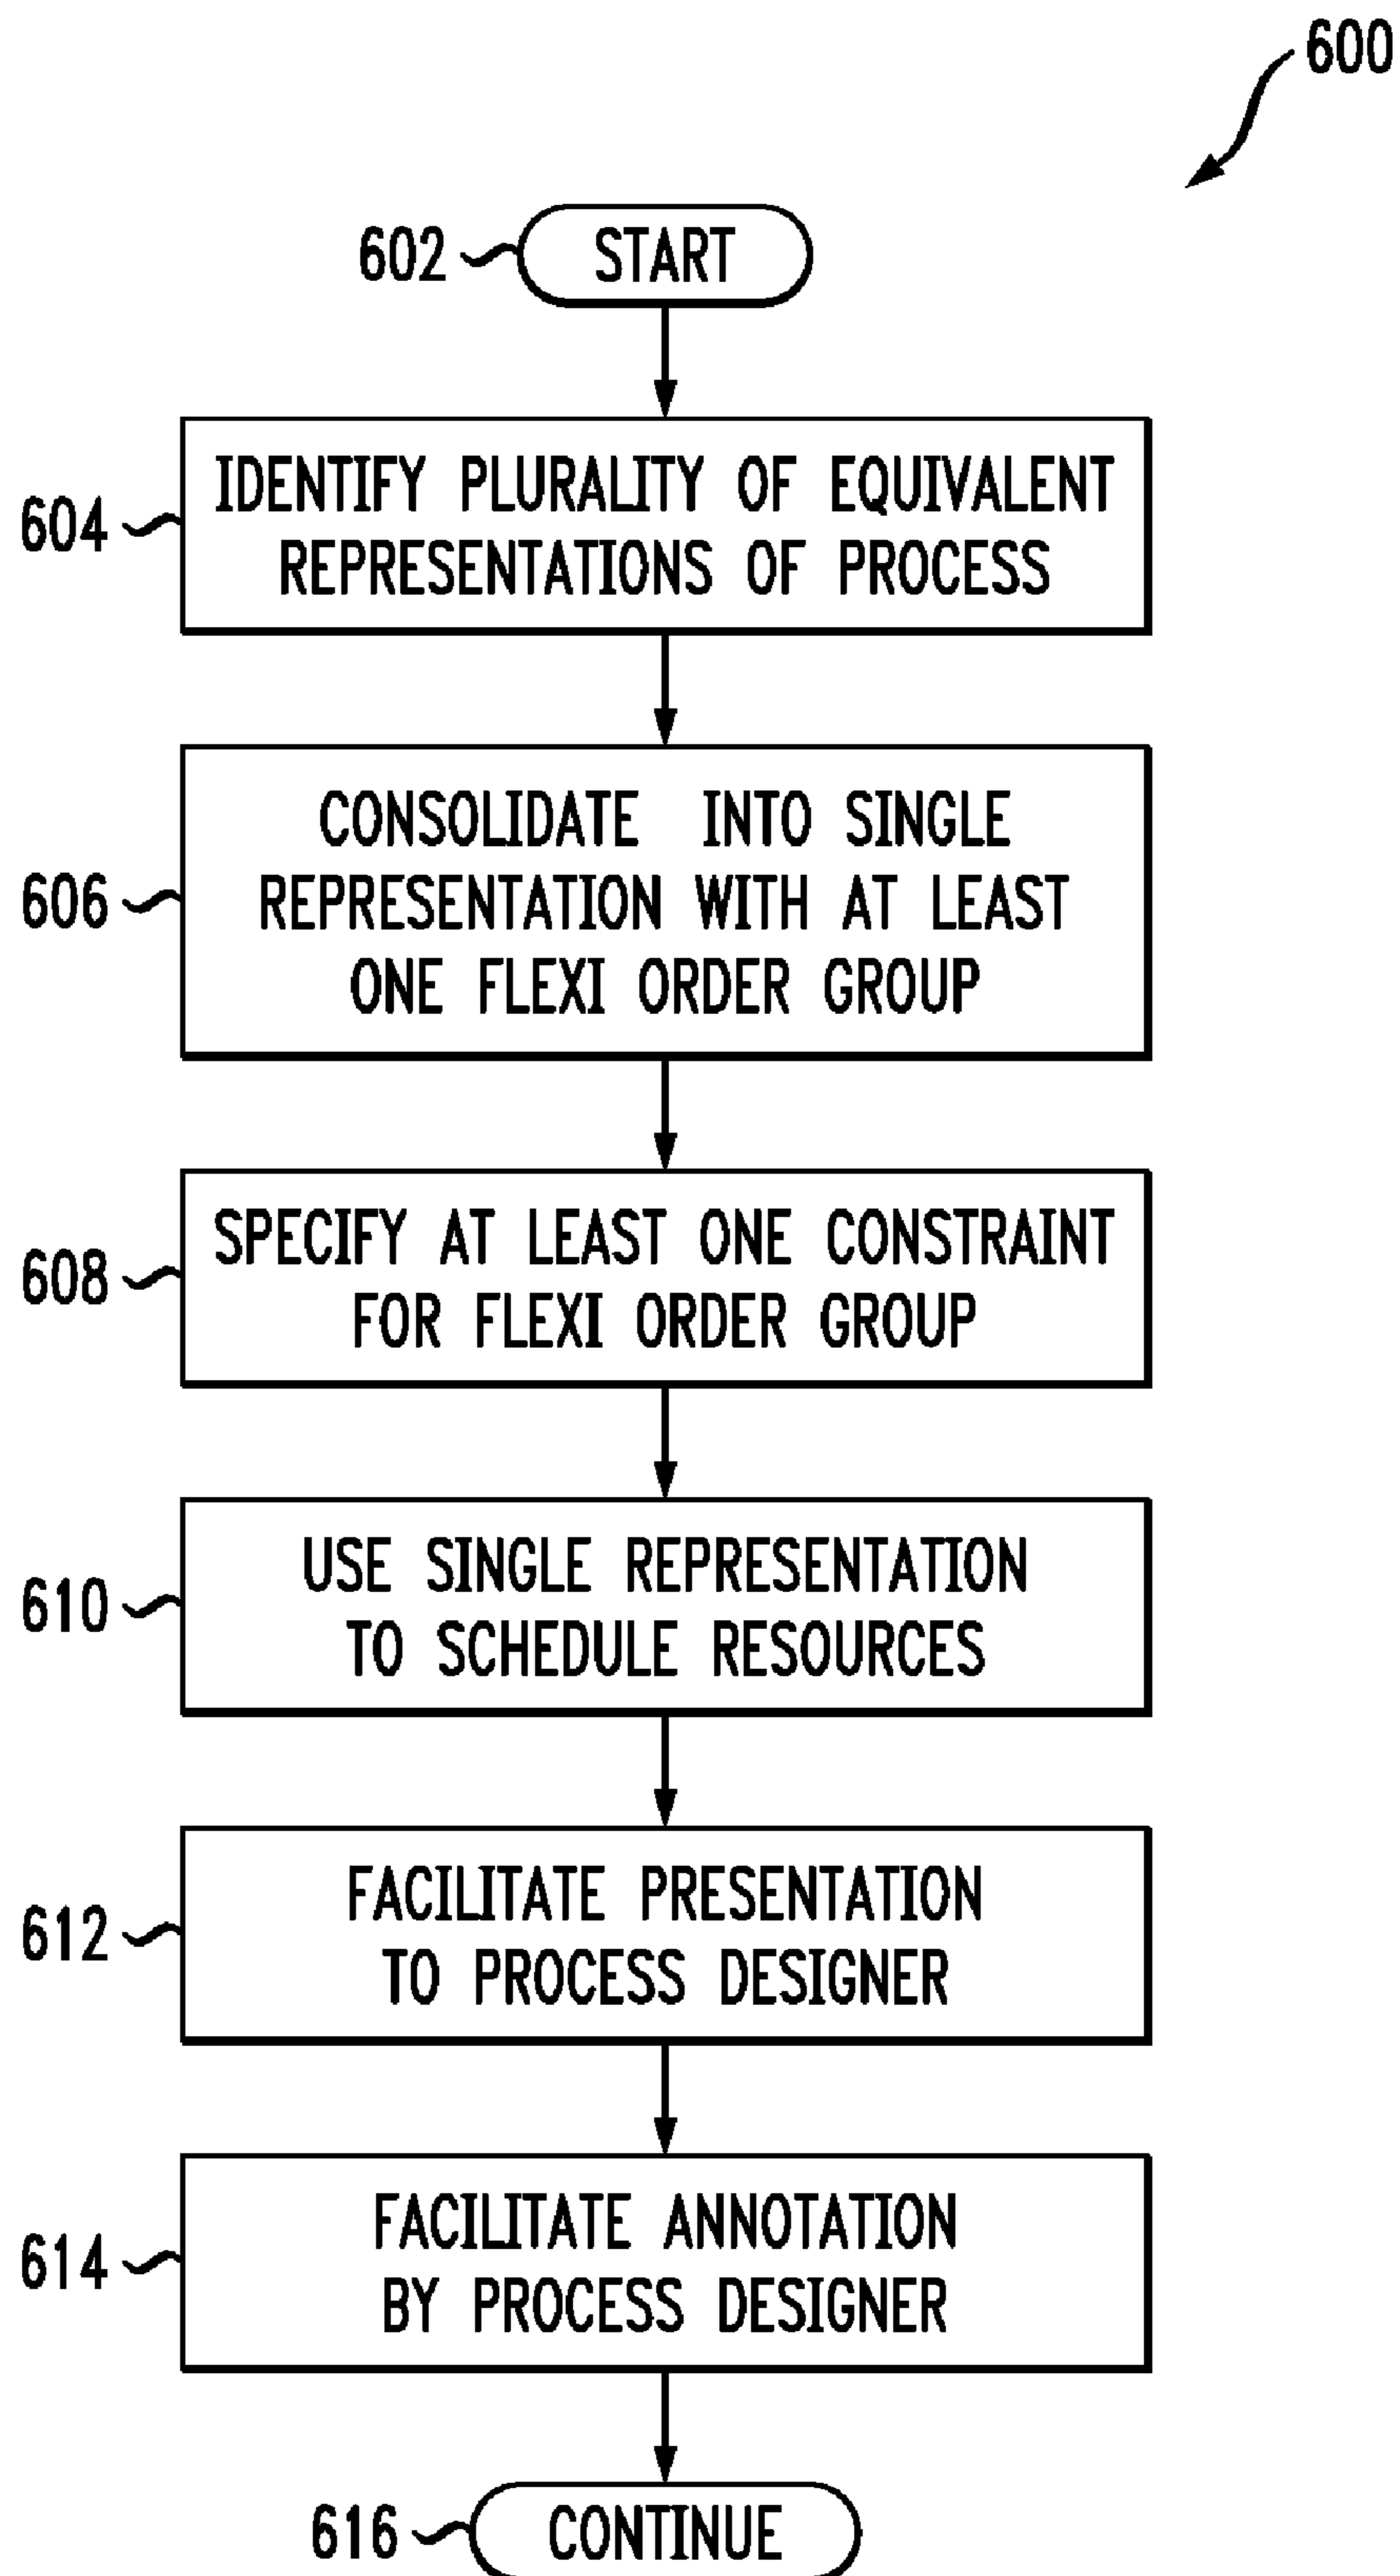 600
602
START
604
IDENTIFY PLURALITY OF EQUIVALENT
REPRESENTATIONS OF PROCESS
606
CONSOLIDATE INTO SINGLE
REPRESENTATION WITH AT LEAST
ONE FLEXI ORDER GROUP
608
SPECIFY AT LEAST ONE CONSTRAINT
FOR FLEXI ORDER GROUP
610
USE SINGLE REPRESENTATION
TO SCHEDULE RESOURCES
612
FACILITATE PRESENTATION
TO PROCESS DESIGNER
614
FACILITATE ANNOTATION
BY PROCESS DESIGNER
616
CONTINUE